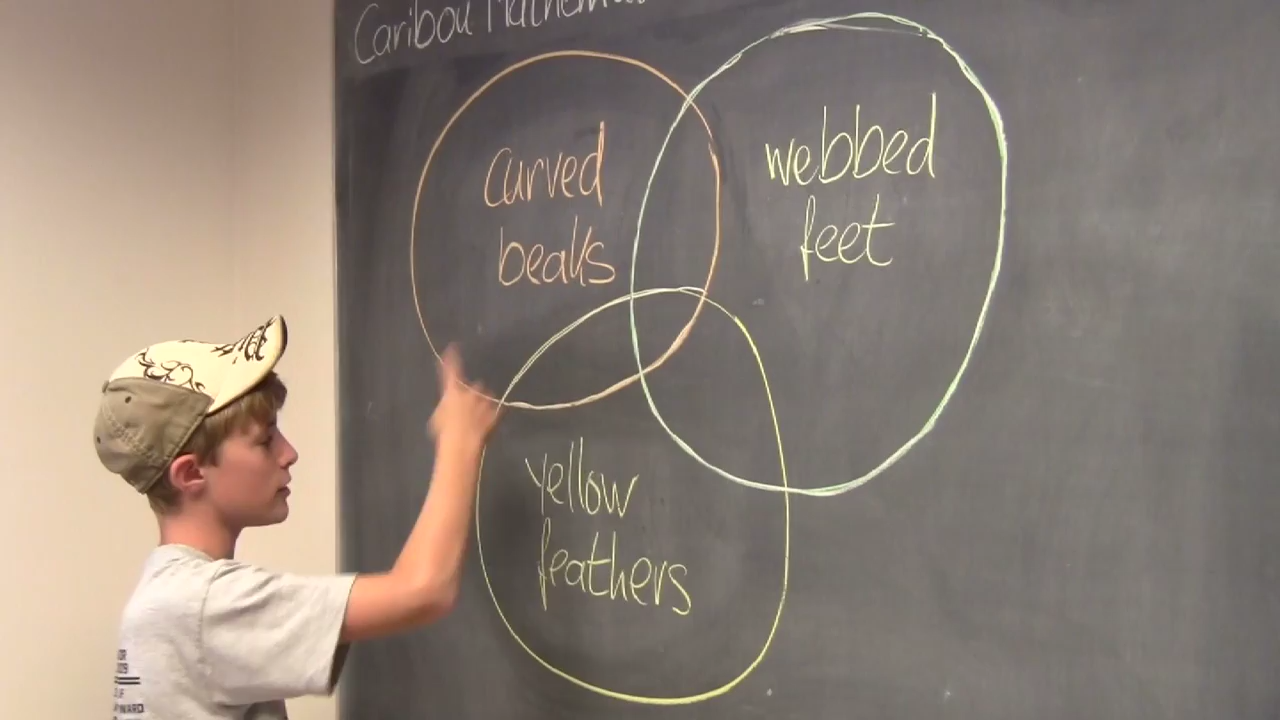 Caribou
curved
beaks
webbed
feet
yellow
feathers